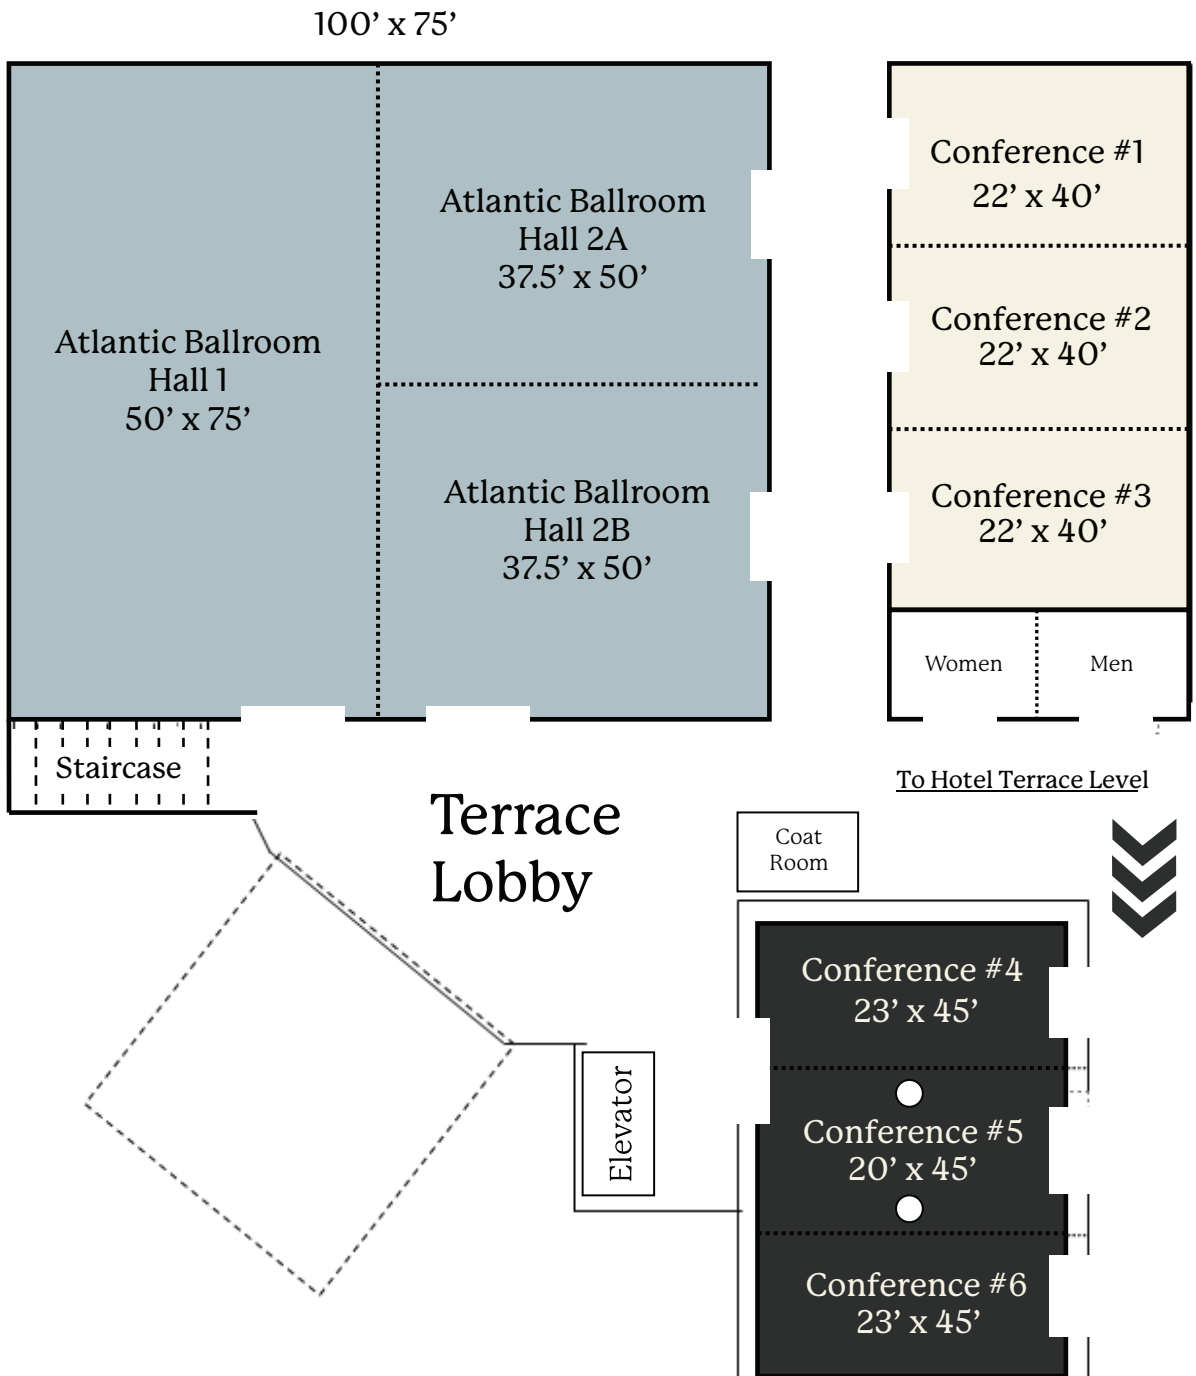 100’ x 75’
Atlantic Ballroom
Hall 1
50’ x 75’
Atlantic Ballroom
Hall 2A
37.5’ x 50’
Atlantic Ballroom
Hall 2B
37.5’ x 50’
Conference #1
22’ x 40’
Conference #2
22’ x 40’
Conference #3
22’ x 40’
Women
Men
Staircase
Terrace
Lobby
To Hotel Terrace Level
Coat
Room
Elevator
Conference #4
23’ x 45’
Conference #5
20’ x 45’
Conference #6
23’ x 45’